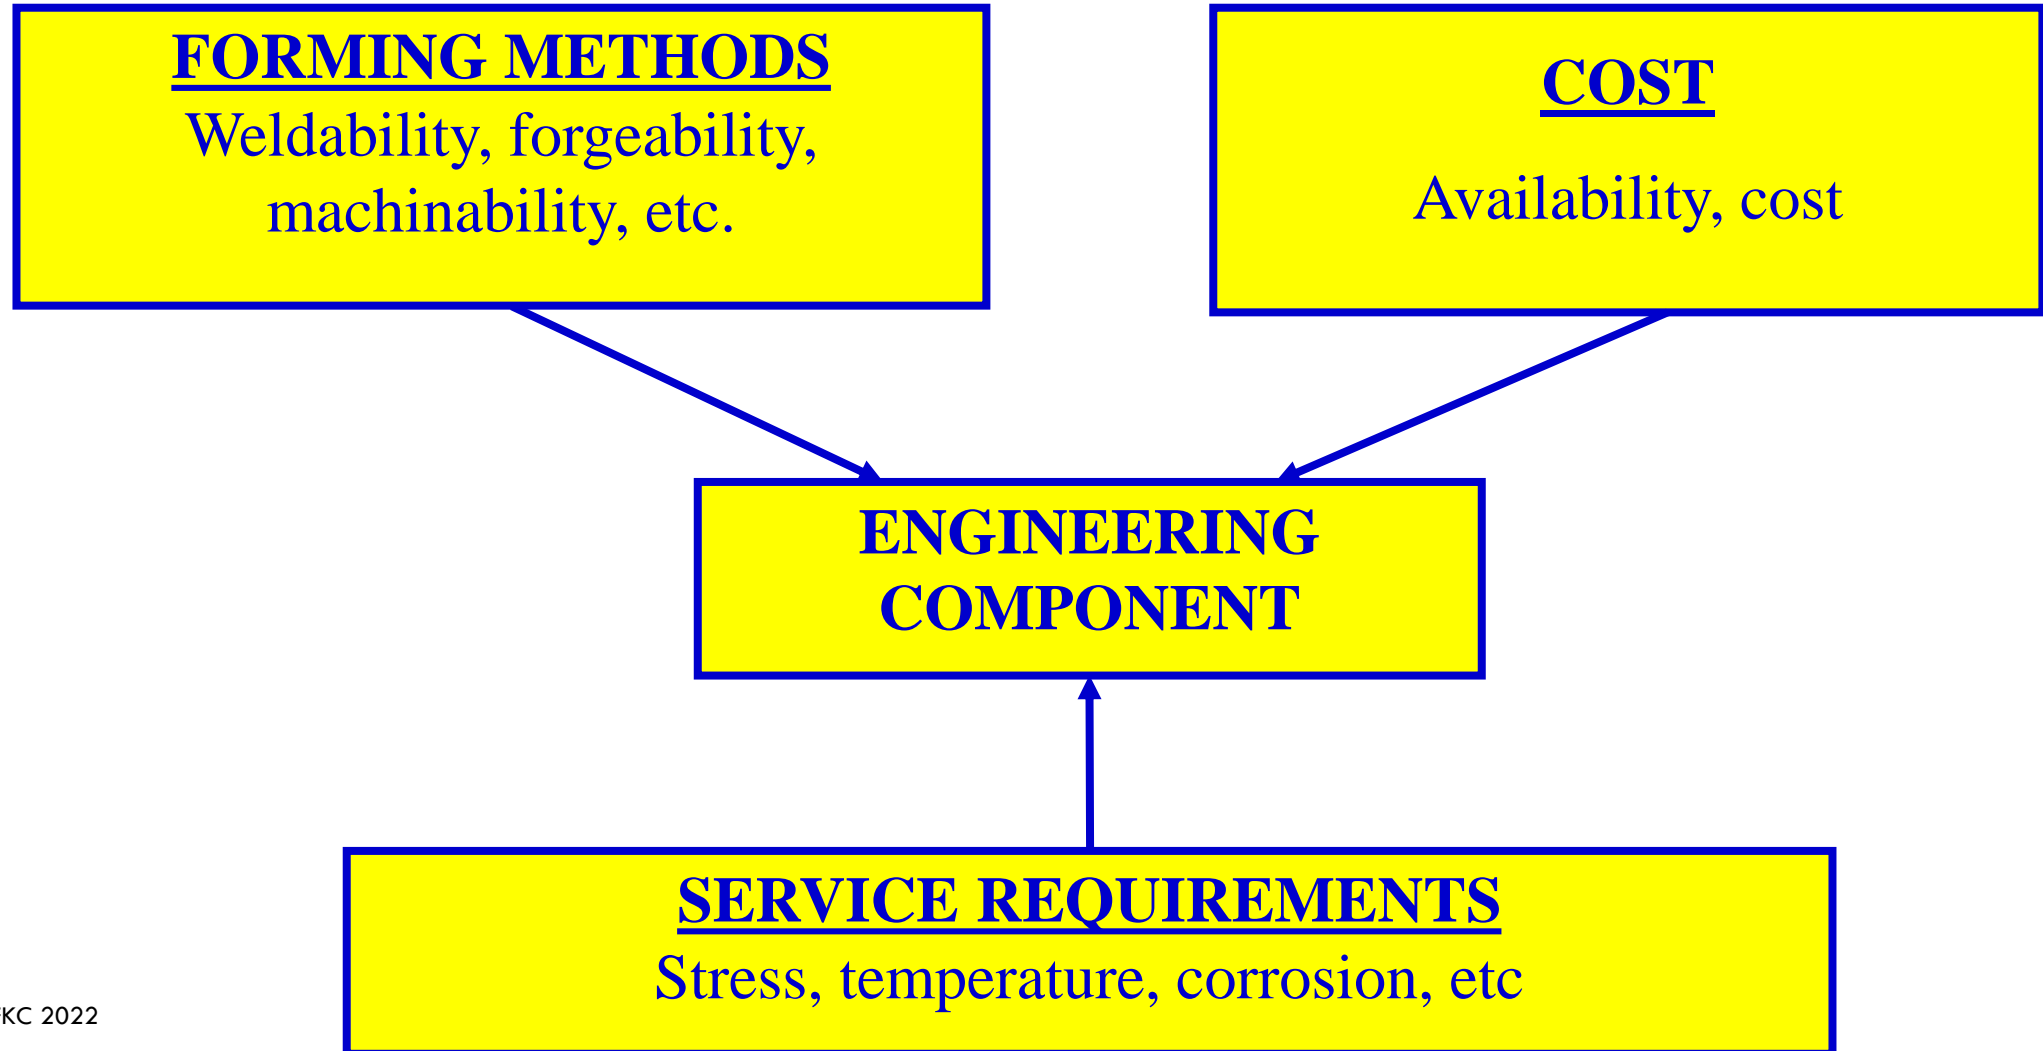 FORMING METHODS
Weldability, forgeability,
machinability, etc.
COST
Availability, cost
ENGINEERING
COMPONENT
SERVICE REQUIREMENTS
Stress, temperature, corrosion, etc
KC 2022